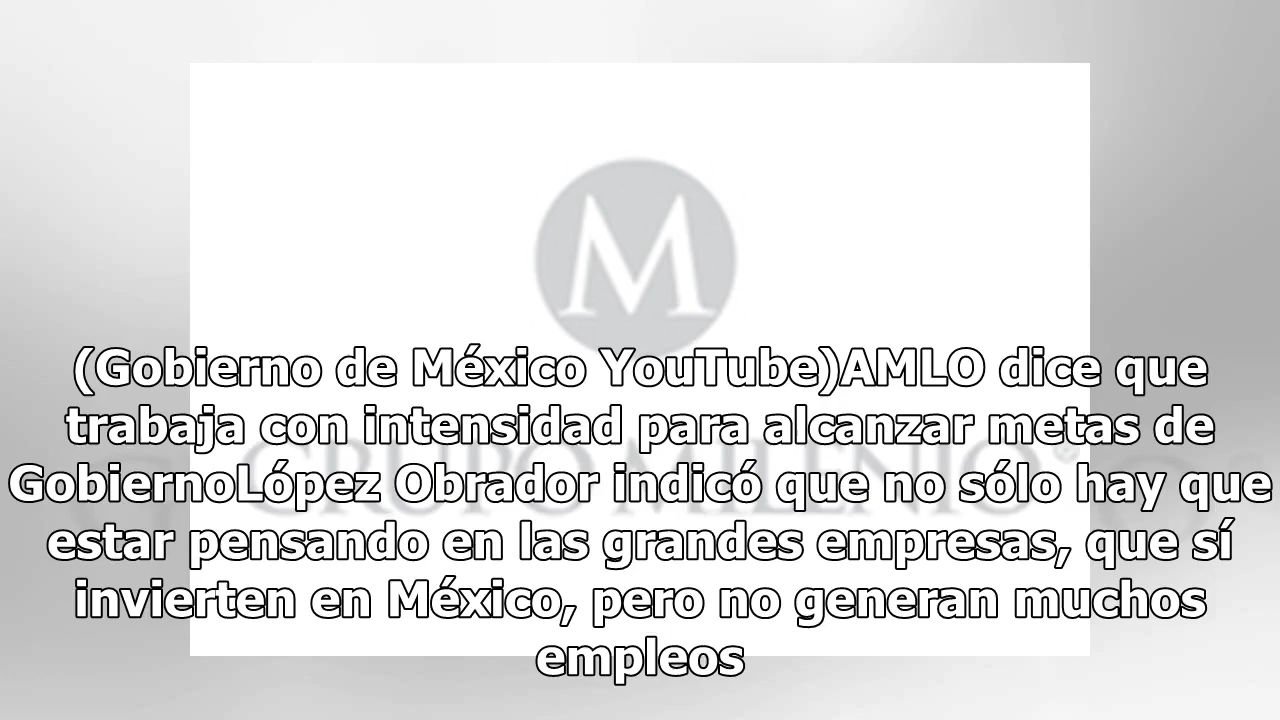 M
(Gobierno de México YouTube)AMLO dice que
trabaja con intensidad para alcanzar metas de
GRUPO MILENIO®
GobiernoLópez Obrador indicó que no sólo hay que
estar pensando en las grandes empresas, que sí
invierten en México, pero no generan muchos
empleos